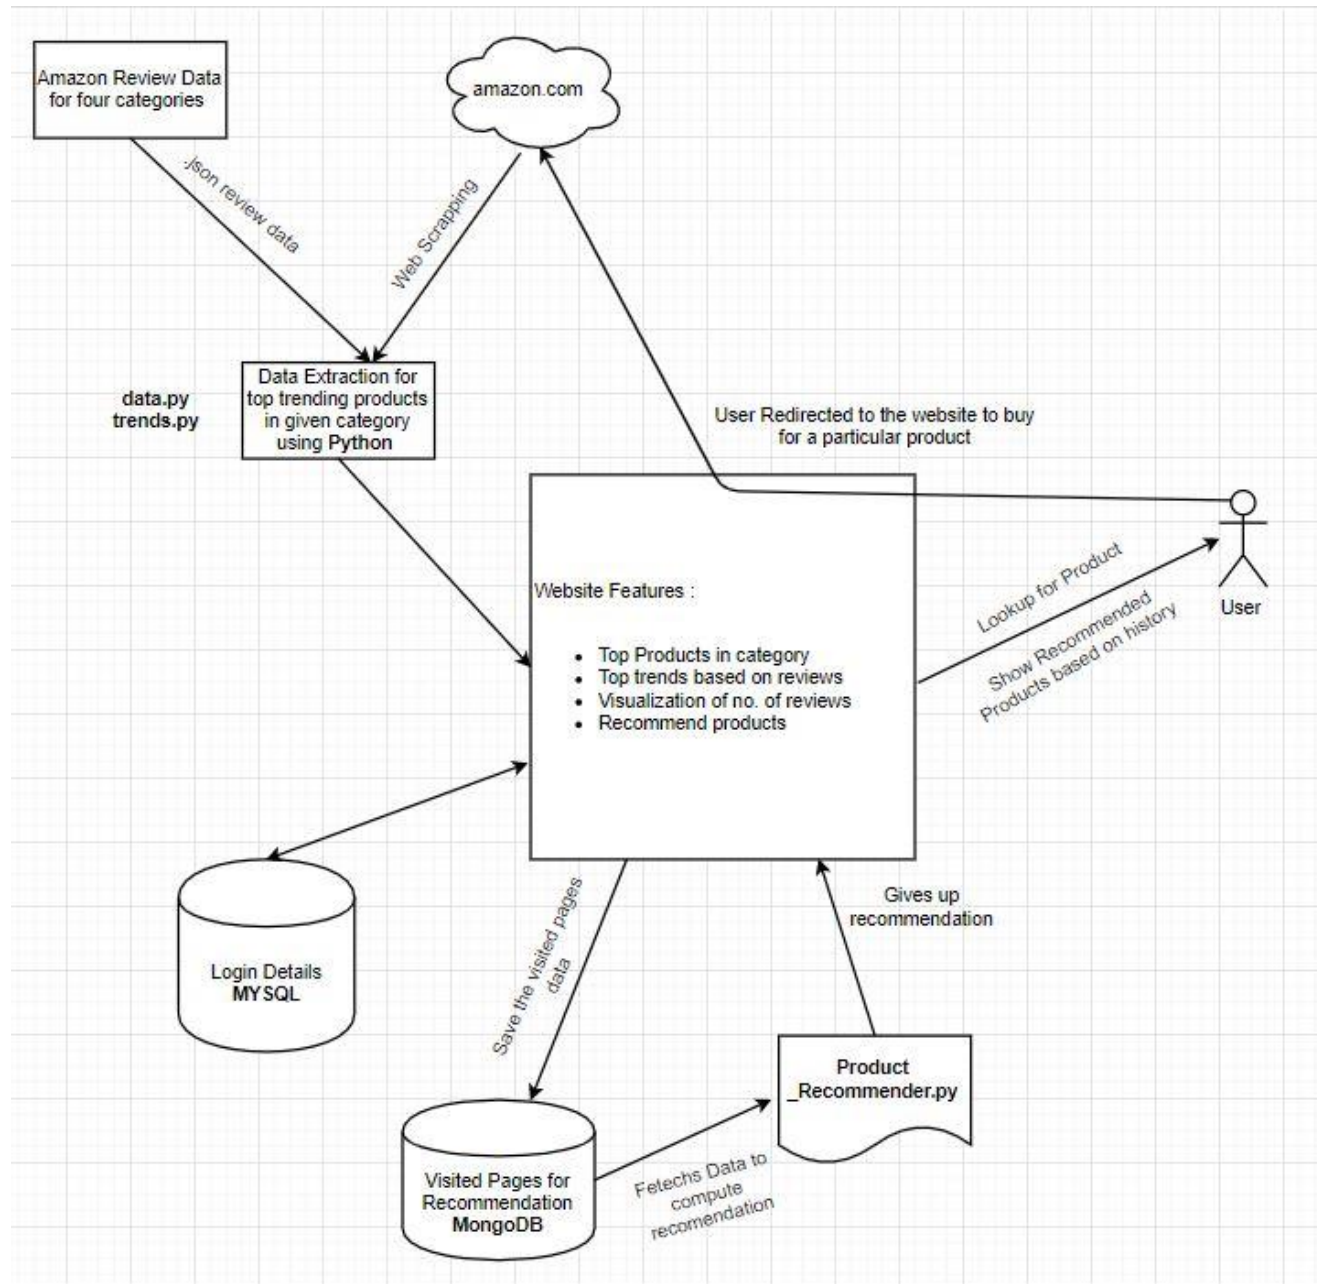 Amazon Review Data
for four categories
amazon.com
.json review data
Web Scrapping
data.py
trends.py
Data Extraction for
top trending products
in given category
using Python
User Redirected to the website to buy
for a particular product
Website Features :
• Top Products in category
• Top trends based on reviews
• Visualization of no. of reviews
• Recommend products
Lookup for Product
Show Recommended
Products based on history
User
Login Details
MYSQL
Save the visited pages
data
Gives up
recommendation
Product
_Recommender.py
Visited Pages for
Recommendation
MongoDB
Fetechs Data to
compute
recomendation